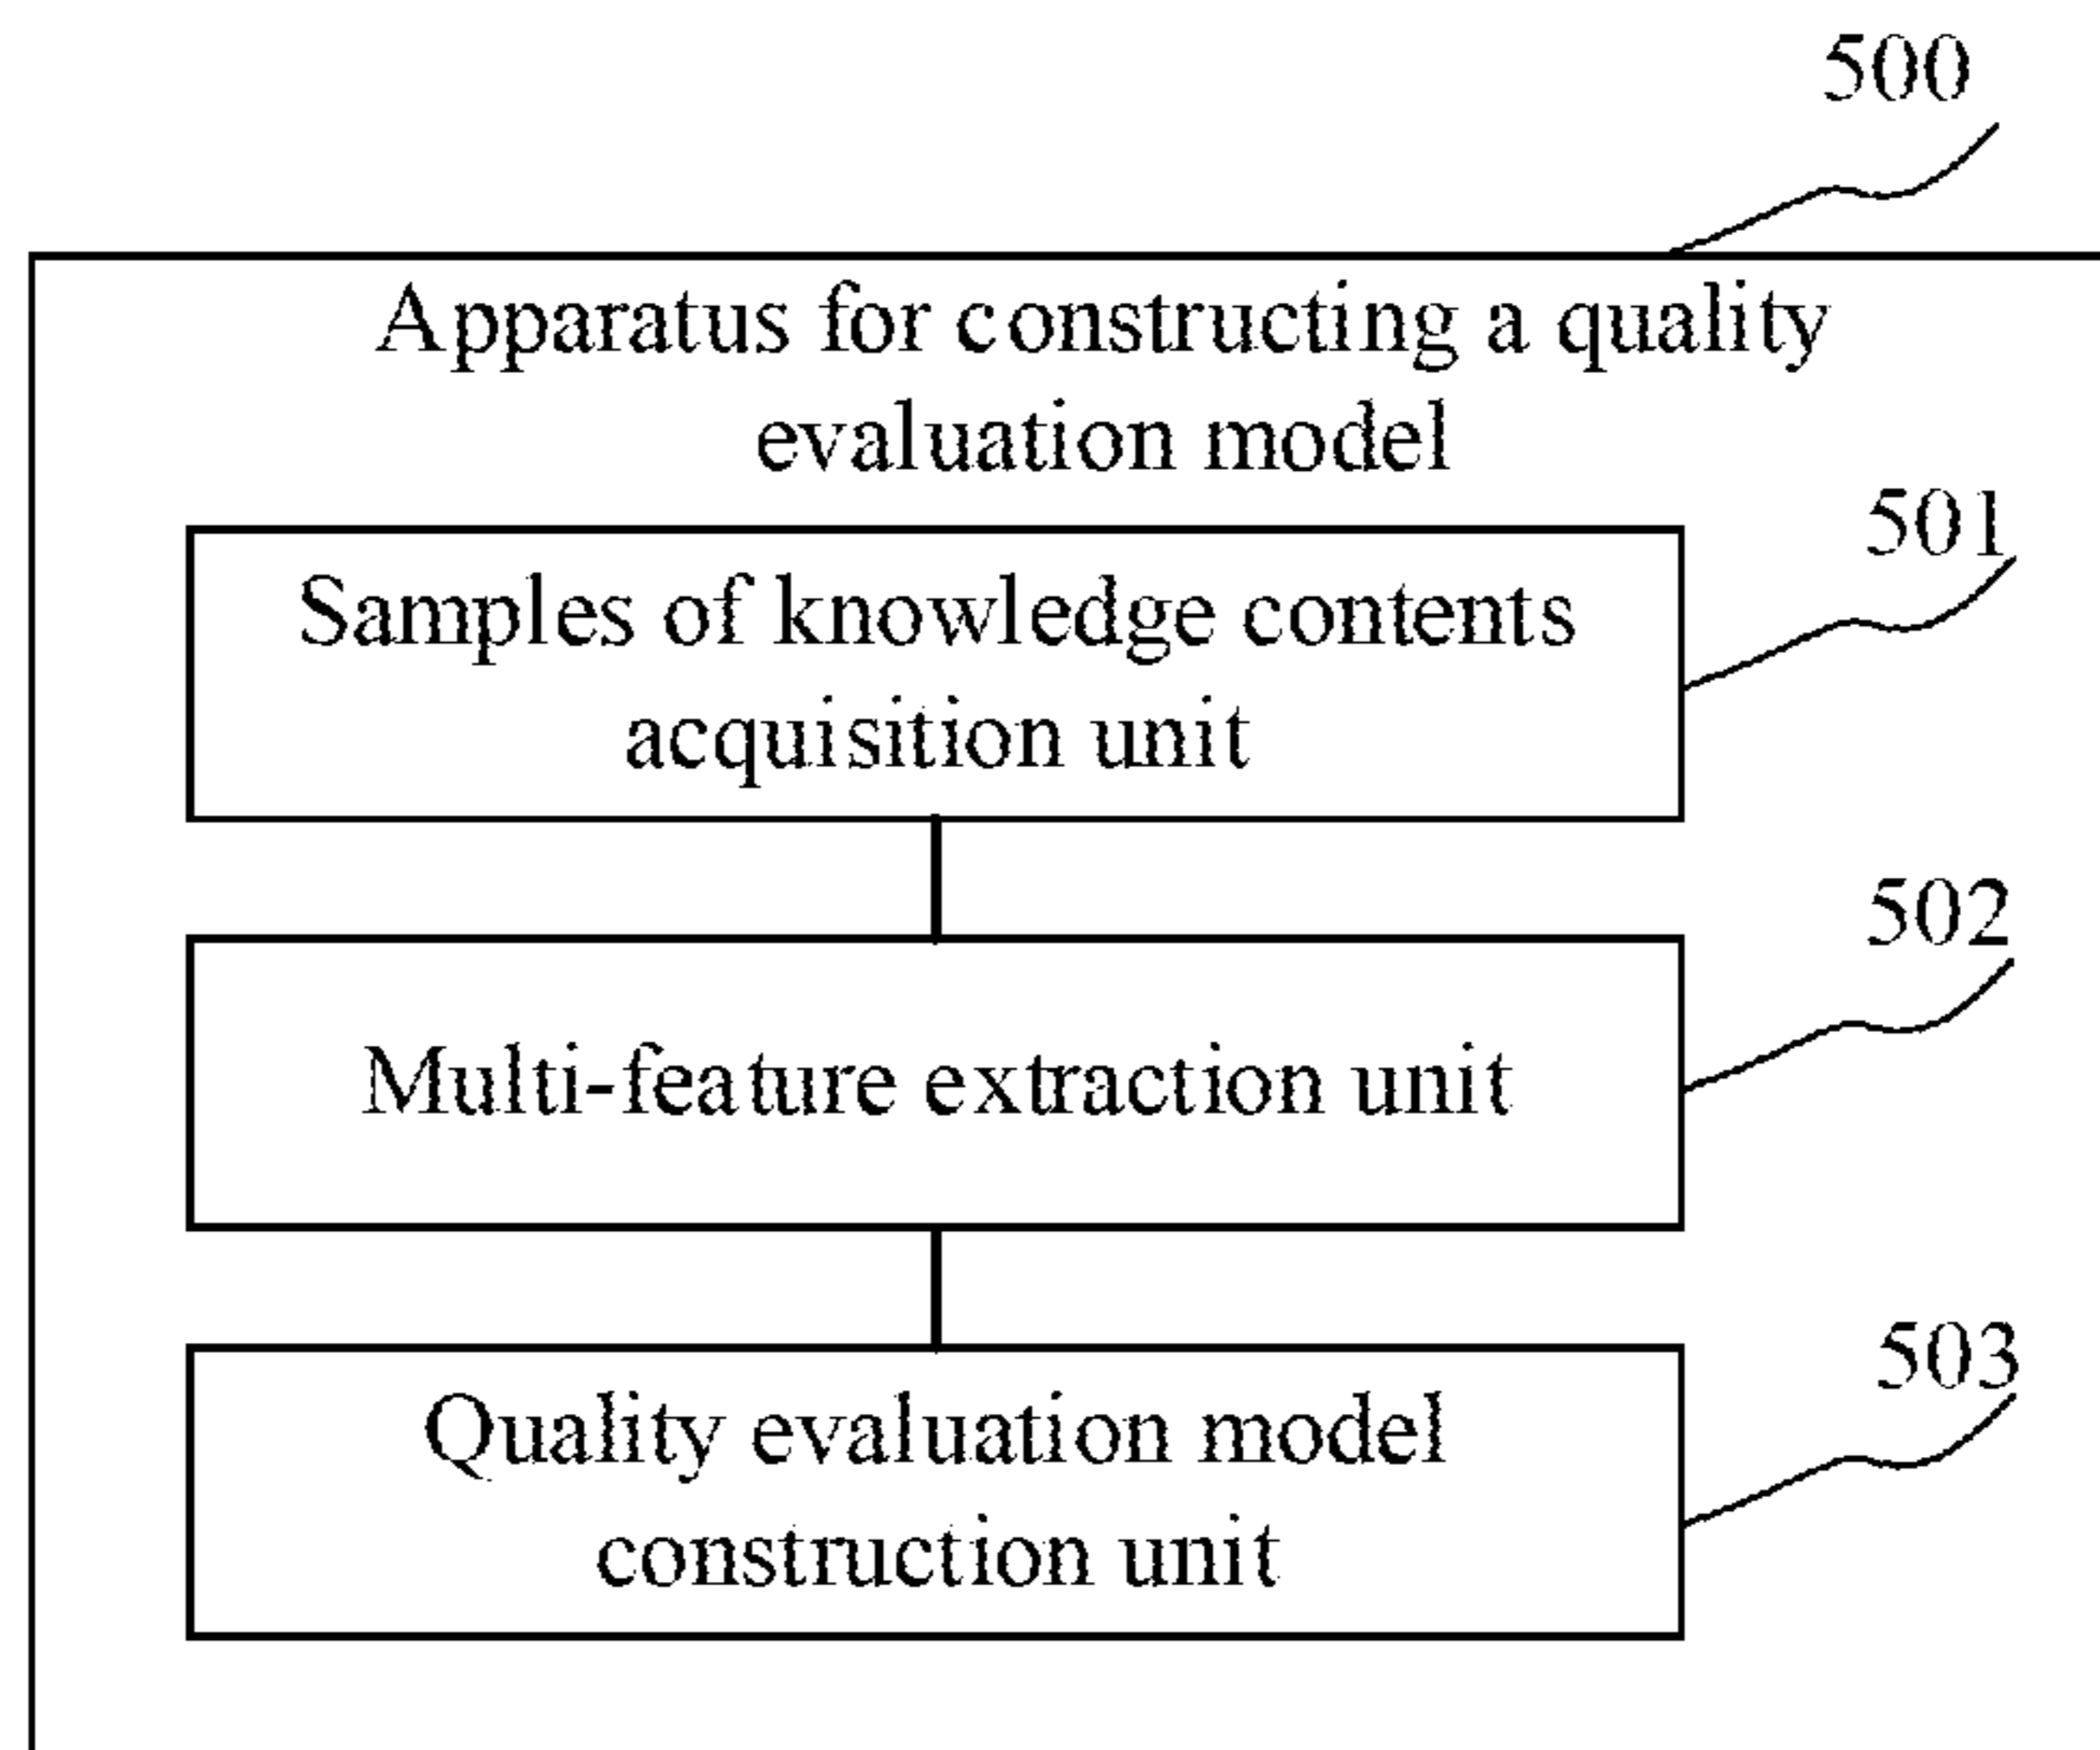 500
Apparatus for constructing a quality
evaluation model
501
Samples of knowledge contents
acquisition unit
502
Multi-feature extraction unit
503
Quality evaluation model
construction unit